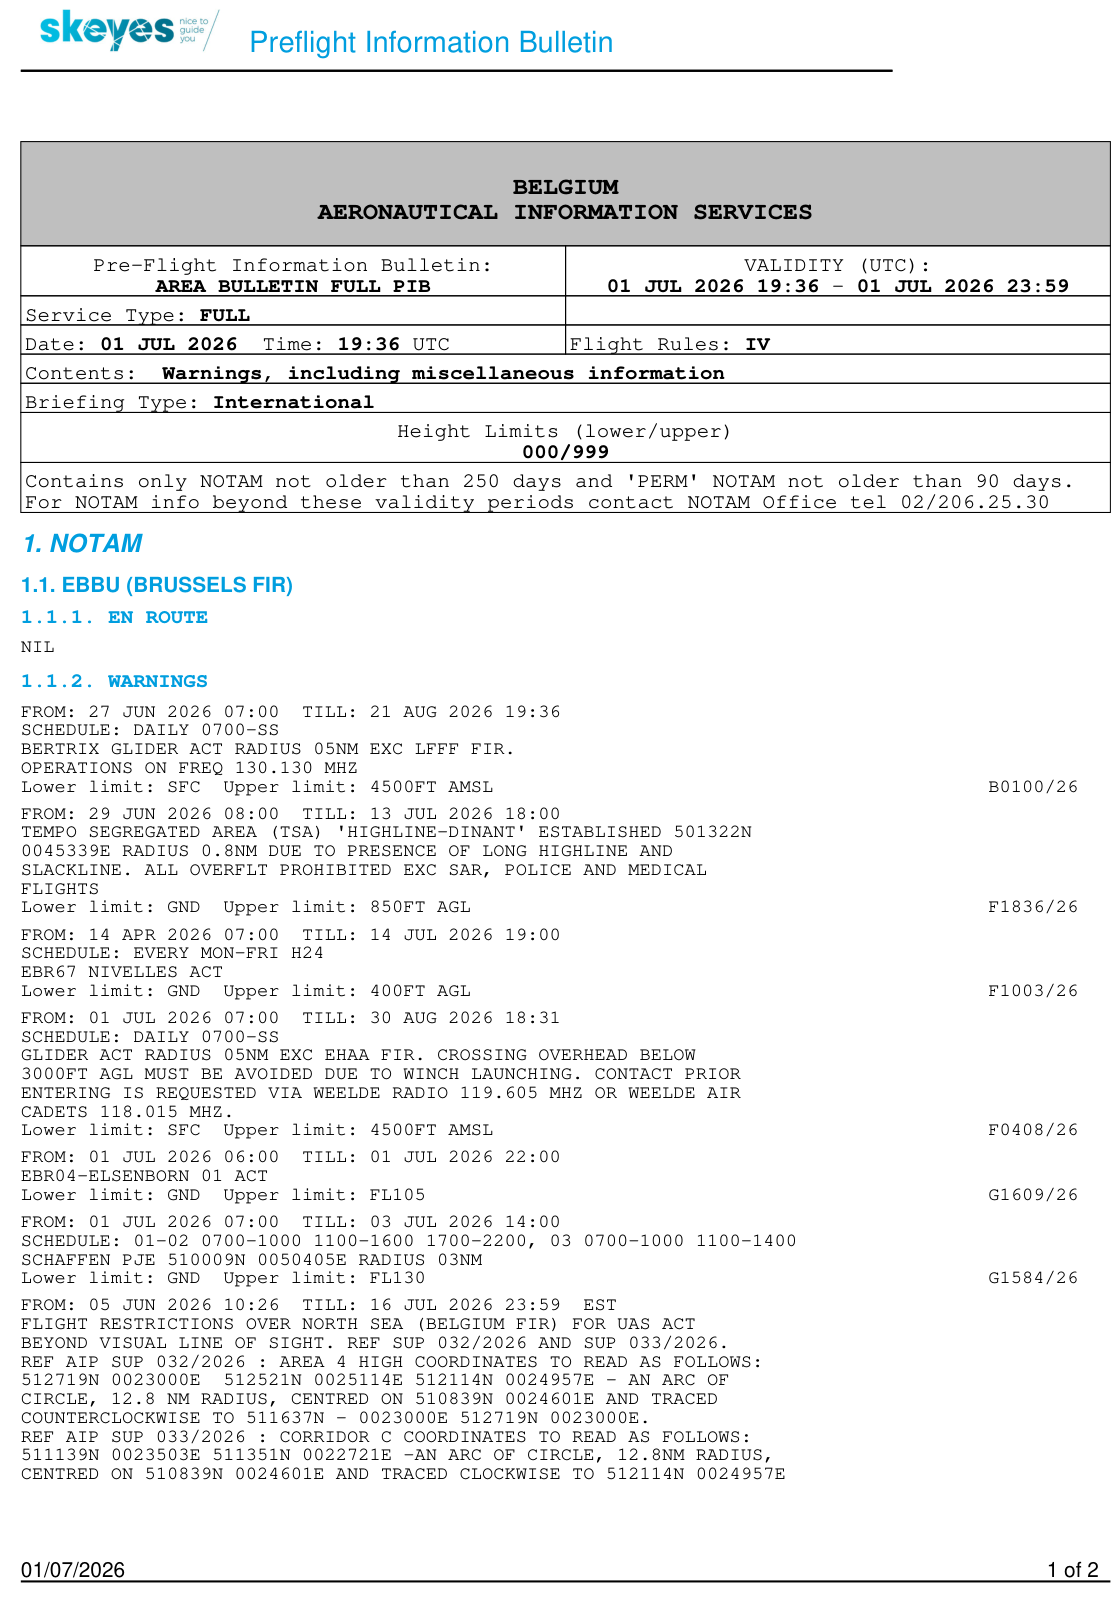 skeyes nice to guide you
Preflight Information Bulletin
BELGIUM
AERONAUTICAL INFORMATION SERVICES
Pre-Flight Information Bulletin:
AREA BULLETIN FULL PIB
VALIDITY (UTC):
01 JUL 2026 19:36 - 01 JUL 2026 23:59
Service Type: FULL
Date: 01 JUL 2026  Time: 19:36 UTC
Flight Rules: IV
Contents:  Warnings, including miscellaneous information
Briefing Type: International
Height Limits (lower/upper)
000/999
Contains only NOTAM not older than 250 days and 'PERM' NOTAM not older than 90 days.
For NOTAM info beyond these validity periods contact NOTAM Office tel 02/206.25.30
1. NOTAM
1.1. EBBU (BRUSSELS FIR)
1.1.1. EN ROUTE
NIL
1.1.2. WARNINGS
FROM: 27 JUN 2026 07:00  TILL: 21 AUG 2026 19:36
SCHEDULE: DAILY 0700-SS
BERTRIX GLIDER ACT RADIUS 05NM EXC LFFF FIR.
OPERATIONS ON FREQ 130.130 MHZ
Lower limit: SFC  Upper limit: 4500FT AMSL B0100/26
FROM: 29 JUN 2026 08:00  TILL: 13 JUL 2026 18:00
TEMPO SEGREGATED AREA (TSA) 'HIGHLINE-DINANT' ESTABLISHED 501322N
0045339E RADIUS 0.8NM DUE TO PRESENCE OF LONG HIGHLINE AND
SLACKLINE. ALL OVERFLT PROHIBITED EXC SAR, POLICE AND MEDICAL
FLIGHTS
Lower limit: GND  Upper limit: 850FT AGL F1836/26
FROM: 14 APR 2026 07:00  TILL: 14 JUL 2026 19:00
SCHEDULE: EVERY MON-FRI H24
EBR67 NIVELLES ACT
Lower limit: GND  Upper limit: 400FT AGL F1003/26
FROM: 01 JUL 2026 07:00  TILL: 30 AUG 2026 18:31
SCHEDULE: DAILY 0700-SS
GLIDER ACT RADIUS 05NM EXC EHAA FIR. CROSSING OVERHEAD BELOW
3000FT AGL MUST BE AVOIDED DUE TO WINCH LAUNCHING. CONTACT PRIOR
ENTERING IS REQUESTED VIA WEELDE RADIO 119.605 MHZ OR WEELDE AIR
CADETS 118.015 MHZ.
Lower limit: SFC  Upper limit: 4500FT AMSL F0408/26
FROM: 01 JUL 2026 06:00  TILL: 01 JUL 2026 22:00
EBR04-ELSENBORN 01 ACT
Lower limit: GND  Upper limit: FL105 G1609/26
FROM: 01 JUL 2026 07:00  TILL: 03 JUL 2026 14:00
SCHEDULE: 01-02 0700-1000 1100-1600 1700-2200, 03 0700-1000 1100-1400
SCHAFFEN PJE 510009N 0050405E RADIUS 03NM
Lower limit: GND  Upper limit: FL130 G1584/26
FROM: 05 JUN 2026 10:26  TILL: 16 JUL 2026 23:59  EST
FLIGHT RESTRICTIONS OVER NORTH SEA (BELGIUM FIR) FOR UAS ACT
BEYOND VISUAL LINE OF SIGHT. REF SUP 032/2026 AND SUP 033/2026.
REF AIP SUP 032/2026 : AREA 4 HIGH COORDINATES TO READ AS FOLLOWS:
512719N 0023000E  512521N 0025114E 512114N 0024957E - AN ARC OF
CIRCLE, 12.8 NM RADIUS, CENTRED ON 510839N 0024601E AND TRACED
COUNTERCLOCKWISE TO 511637N - 0023000E 512719N 0023000E.
REF AIP SUP 033/2026 : CORRIDOR C COORDINATES TO READ AS FOLLOWS:
511139N 0023503E 511351N 0022721E -AN ARC OF CIRCLE, 12.8NM RADIUS,
CENTRED ON 510839N 0024601E AND TRACED CLOCKWISE TO 512114N 0024957E
01/07/2026 1 of 2